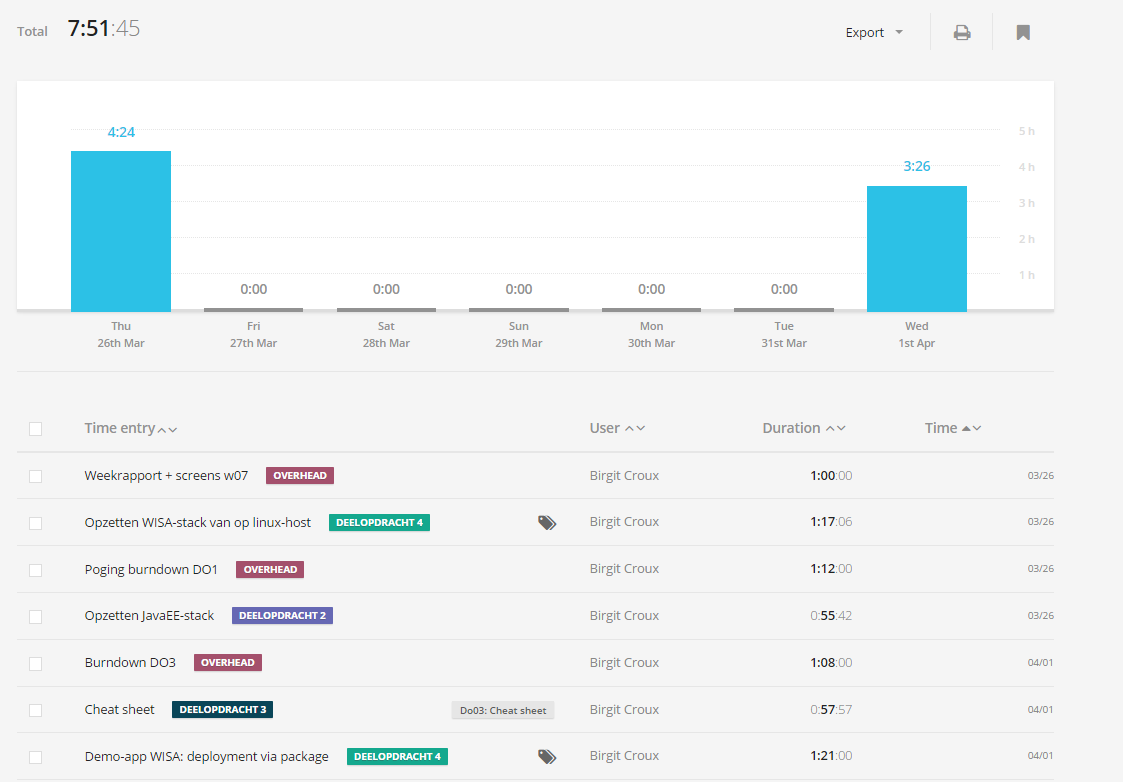 Total 7:51:45 Export
5 h
4:24
4 h
3:26
3 h
2 h
1 h
0:00 0:00 0:00 0:00 0:00
Thu Fri Sat Sun Mon Tue Wed
26th Mar 27th Mar 28th Mar 29th Mar 30th Mar 31st Mar 1st Apr
Time entry User Duration Time
Weekrapport + screens w07 OVERHEAD Birgit Croux 1:00:00 03/26
Opzetten WISA-stack van op linux-host DEELOPDRACHT 4 Birgit Croux 1:17:06 03/26
Poging burndown DO1 OVERHEAD Birgit Croux 1:12:00 03/26
Opzetten JavaEE-stack DEELOPDRACHT 2 Birgit Croux 0:55:42 03/26
Burndown DO3 OVERHEAD Birgit Croux 1:08:00 04/01
Cheat sheet DEELOPDRACHT 3 Do03: Cheat sheet Birgit Croux 0:57:57 04/01
Demo-app WISA: deployment via package DEELOPDRACHT 4 Birgit Croux 1:21:00 04/01